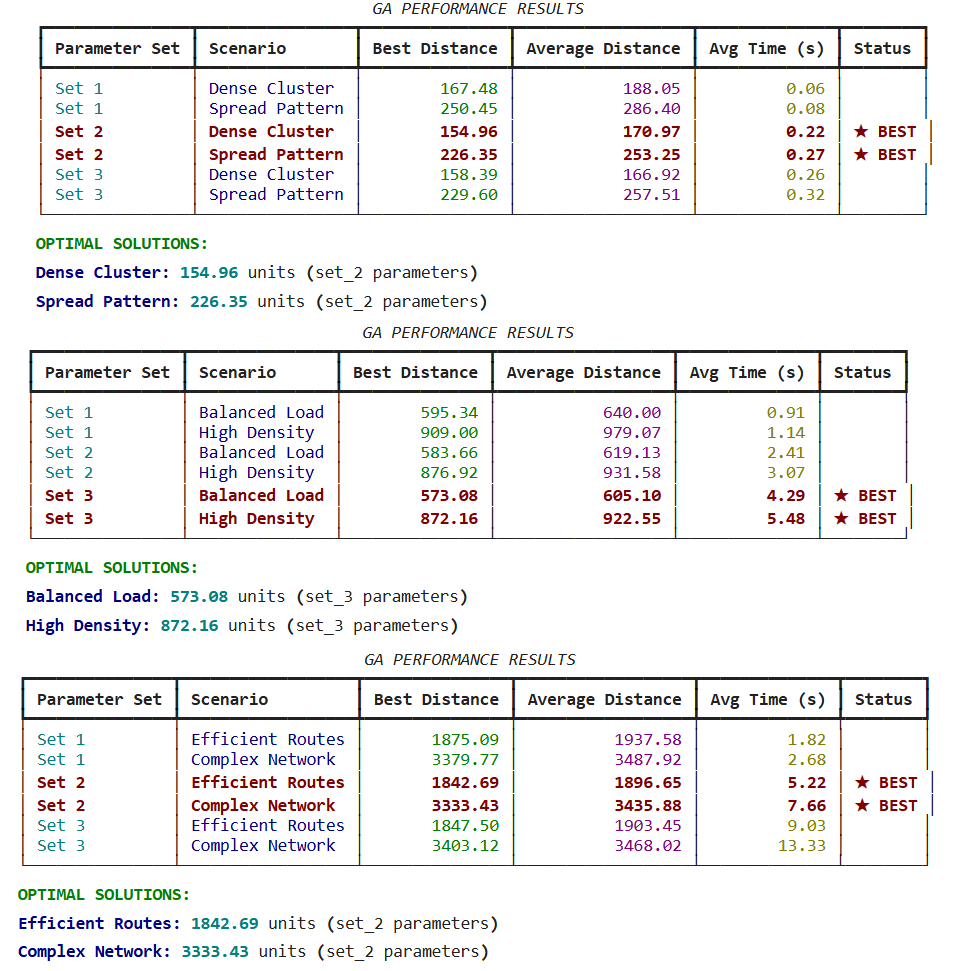 GA PERFORMANCE RESULTS
Parameter Set Scenario Best Distance Average Distance Avg Time (s) Status
Set 1 Dense Cluster 167.48 188.05 0.06
Set 1 Spread Pattern 250.45 286.40 0.08
Set 2 Dense Cluster 154.96 170.97 0.22 ★ BEST
Set 2 Spread Pattern 226.35 253.25 0.27 ★ BEST
Set 3 Dense Cluster 158.39 166.92 0.26
Set 3 Spread Pattern 229.60 257.51 0.32
OPTIMAL SOLUTIONS:
Dense Cluster: 154.96 units (set_2 parameters)
Spread Pattern: 226.35 units (set_2 parameters)
GA PERFORMANCE RESULTS
Parameter Set Scenario Best Distance Average Distance Avg Time (s) Status
Set 1 Balanced Load 595.34 640.00 0.91
Set 1 High Density 909.00 979.07 1.14
Set 2 Balanced Load 583.66 619.13 2.41
Set 2 High Density 876.92 931.58 3.07
Set 3 Balanced Load 573.08 605.10 4.29 ★ BEST
Set 3 High Density 872.16 922.55 5.48 ★ BEST
OPTIMAL SOLUTIONS:
Balanced Load: 573.08 units (set_3 parameters)
High Density: 872.16 units (set_3 parameters)
GA PERFORMANCE RESULTS
Parameter Set Scenario Best Distance Average Distance Avg Time (s) Status
Set 1 Efficient Routes 1875.09 1937.58 1.82
Set 1 Complex Network 3379.77 3487.92 2.68
Set 2 Efficient Routes 1842.69 1896.65 5.22 ★ BEST
Set 2 Complex Network 3333.43 3435.88 7.66 ★ BEST
Set 3 Efficient Routes 1847.50 1903.45 9.03
Set 3 Complex Network 3403.12 3468.02 13.33
OPTIMAL SOLUTIONS:
Efficient Routes: 1842.69 units (set_2 parameters)
Complex Network: 3333.43 units (set_2 parameters)